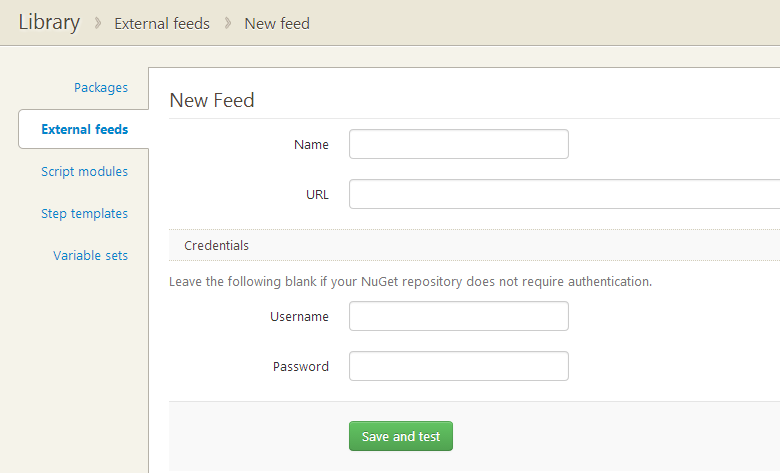 Library › External feeds › New feed
Packages
External feeds
Script modules
Step templates
Variable sets
New Feed
Name
URL
Credentials
Leave the following blank if your NuGet repository does not require authentication.
Username
Password
Save and test